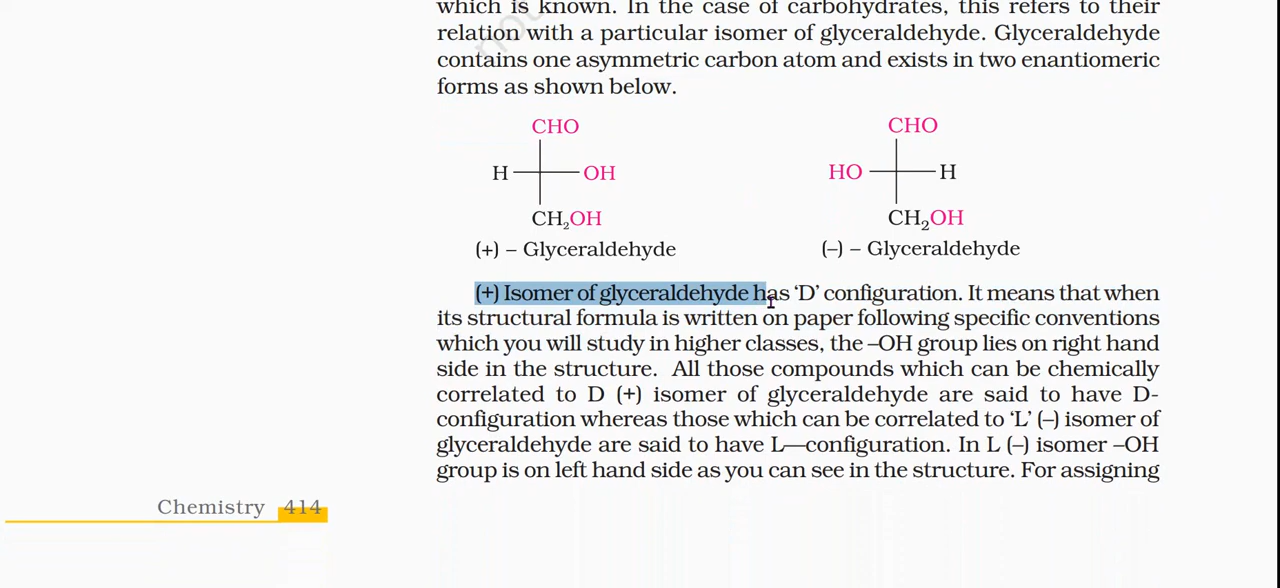 which is known. In the case of carbohydrates, this refers to their
relation with a particular isomer of glyceraldehyde. Glyceraldehyde
contains one asymmetric carbon atom and exists in two enantiomeric
forms as shown below.
CHO
CHO
H
OH
HO
H
CH₂OH
CH₂OH
(+) – Glyceraldehyde
(–) – Glyceraldehyde
(+) Isomer of glyceraldehyde has ‘D’ configuration. It means that when
its structural formula is written on paper following specific conventions
which you will study in higher classes, the –OH group lies on right hand
side in the structure. All those compounds which can be chemically
correlated to D (+) isomer of glyceraldehyde are said to have D-
configuration whereas those which can be correlated to ‘L’ (–) isomer of
glyceraldehyde are said to have L—configuration. In L (–) isomer –OH
group is on left hand side as you can see in the structure. For assigning
Chemistry 414